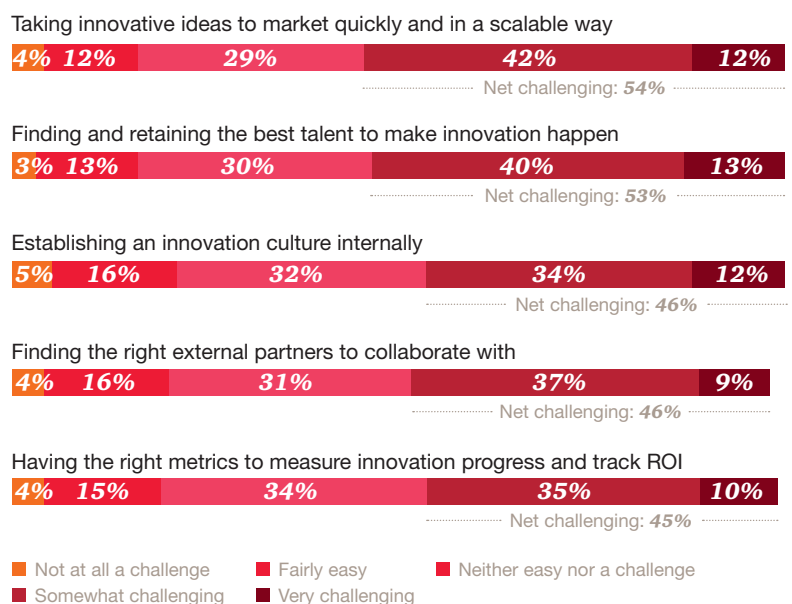 Taking innovative ideas to market quickly and in a scalable way
4% 12% 29% 42% 12%
Net challenging: 54%
Finding and retaining the best talent to make innovation happen
3% 13% 30% 40% 13%
Net challenging: 53%
Establishing an innovation culture internally
5% 16% 32% 34% 12%
Net challenging: 46%
Finding the right external partners to collaborate with
4% 16% 31% 37% 9%
Net challenging: 46%
Having the right metrics to measure innovation progress and track ROI
4% 15% 34% 35% 10%
Net challenging: 45%
Not at all a challenge Fairly easy Neither easy nor a challenge
Somewhat challenging Very challenging